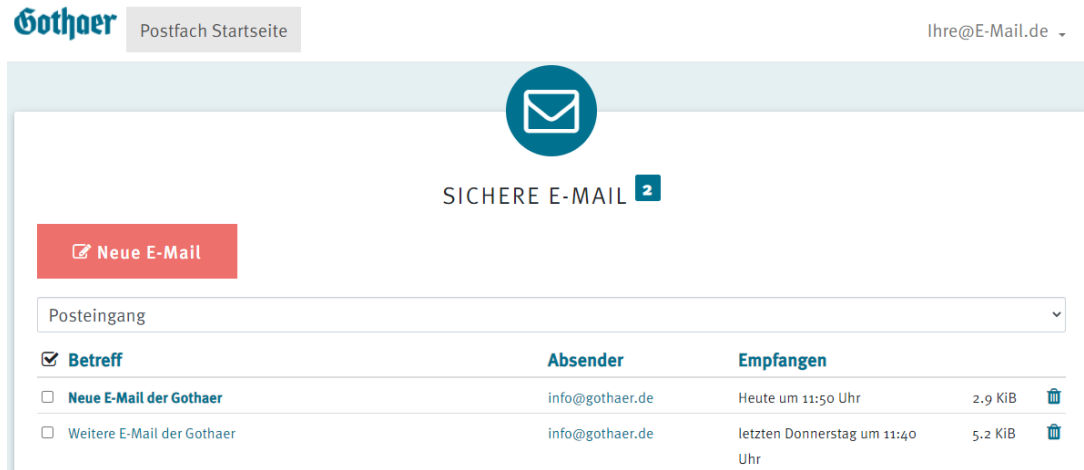 Gothaer Postfach Startseite Ihre@E-Mail.de
SICHERE E-MAIL 2
Neue E-Mail
Posteingang
Betreff Absender Empfangen
Neue E-Mail der Gothaer info@gothaer.de Heute um 11:50 Uhr 2.9 KiB
Weitere E-Mail der Gothaer info@gothaer.de letzten Donnerstag um 11:40 5.2 KiB
Uhr